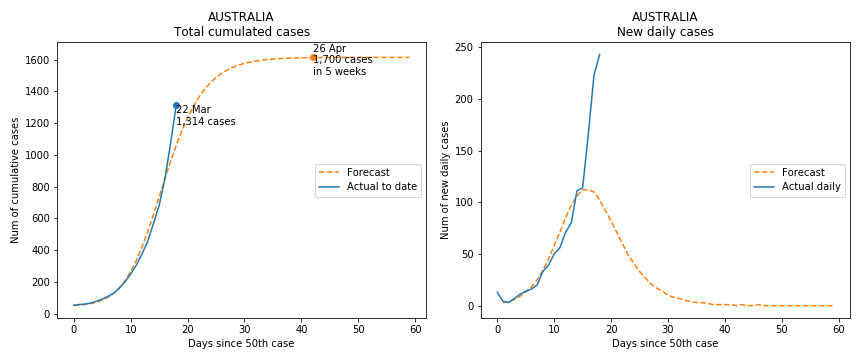 AUSTRALIA
Total cumulated cases
Num of cumulative cases
1600
1400
1200
1000
800
600
400
200
0
0 10 20 30 40 50 60
Days since 50th case
26 Apr
1,700 cases
in 5 weeks
22 Mar
1,314 cases
Forecast
Actual to date
AUSTRALIA
New daily cases
Num of new daily cases
250
200
150
100
50
0
0 10 20 30 40 50 60
Days since 50th case
Forecast
Actual daily